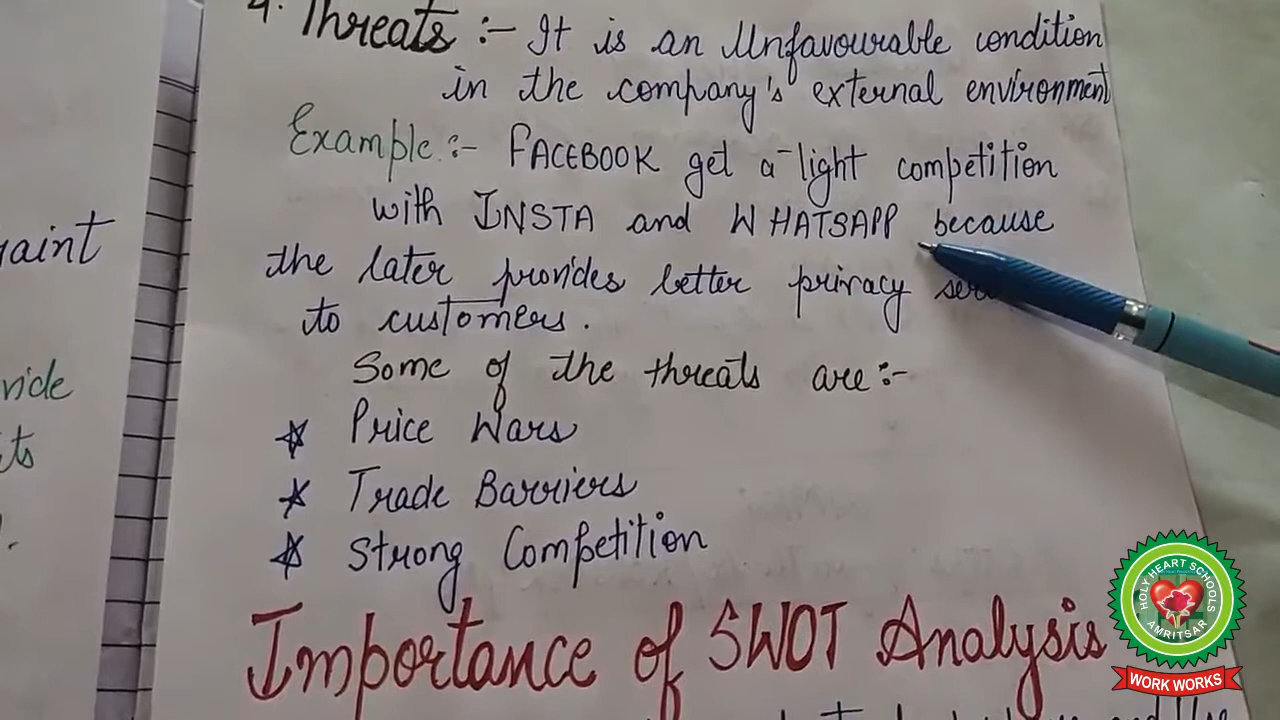 4. Threats :- It is an Unfavourable condition
in the company's external environment
Example :- FACEBOOK get a light competition
with INSTA and WHATSAPP because
the later provides better privacy
to customers.
Some of the threats are :-
Price Wars
Trade Barriers
Strong Competition
Importance of SWOT Analysis
HOLY HEART SCHOOLS
AMRITSAR
WORK WORKS